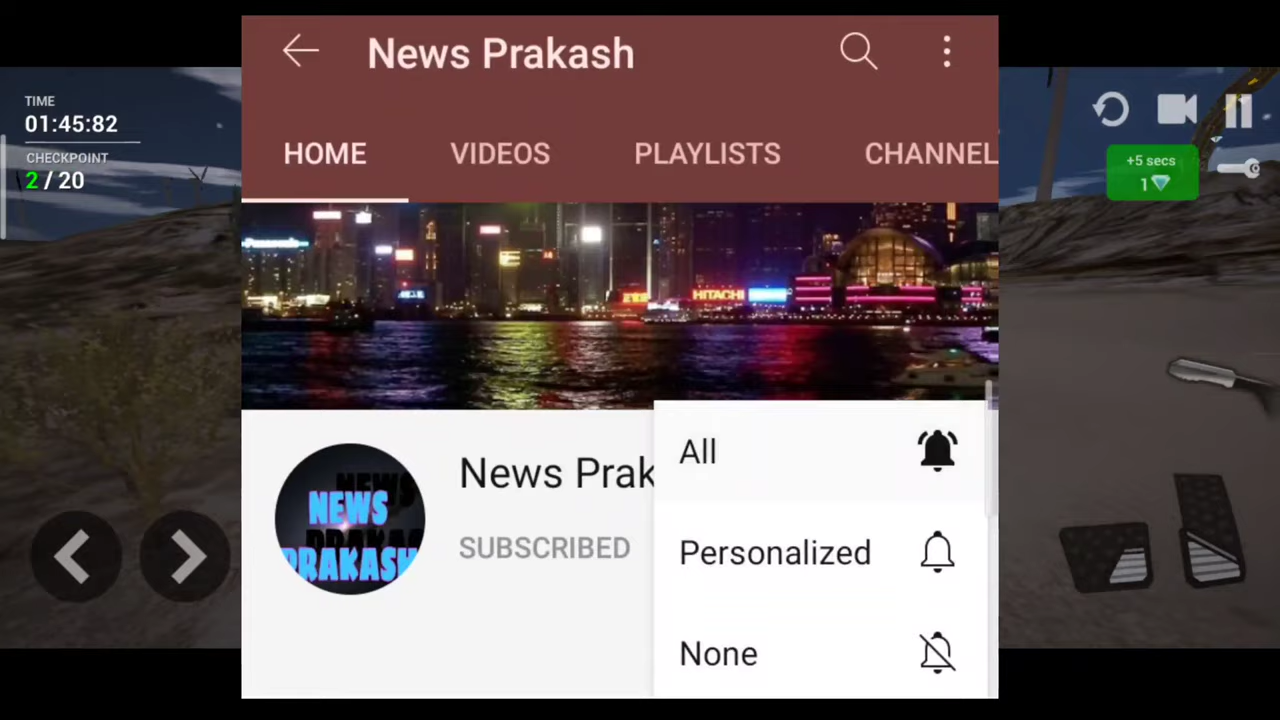 News Prakash
TIME
01:45:82
CHECKPOINT
2 / 20
+5 secs
1
HOME
VIDEOS
PLAYLISTS
CHANNEL
Panasonic
HITACHI
NEWS
PRAKASH
News Prak
SUBSCRIBED
All
Personalized
None